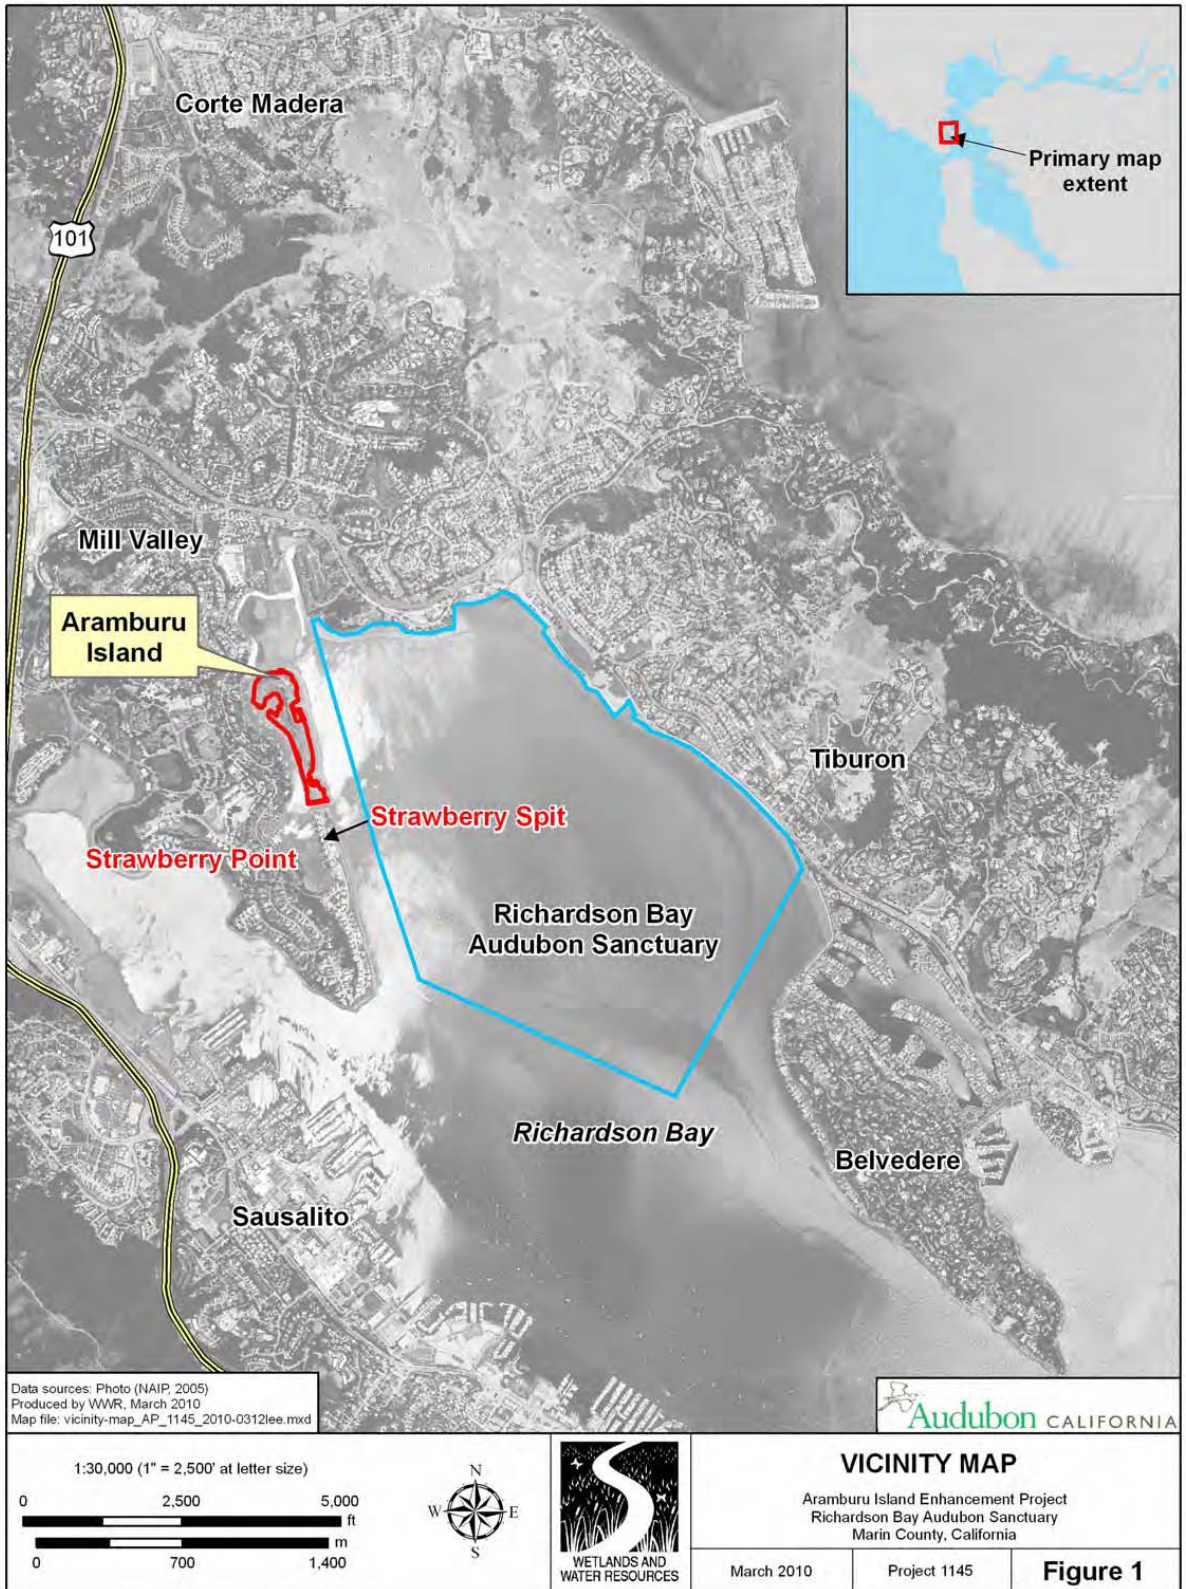 Corte Madera
101
Primary map
extent
Mill Valley
Aramburu
Island
Tiburon
Strawberry Spit
Strawberry Point
Richardson Bay
Audubon Sanctuary
Richardson Bay
Belvedere
Sausalito
Data sources: Photo (NAIP, 2005)
Produced by WWR, March 2010
Map file: vicinity-map_AP_1145_2010-0312lee.mxd
Audubon CALIFORNIA
1:30,000 (1" = 2,500' at letter size)
0 2,500 5,000
ft
m
0 700 1,400
N
W E
S
WETLANDS AND
WATER RESOURCES
VICINITY MAP
Aramburu Island Enhancement Project
Richardson Bay Audubon Sanctuary
Marin County, California
March 2010
Project 1145
Figure 1